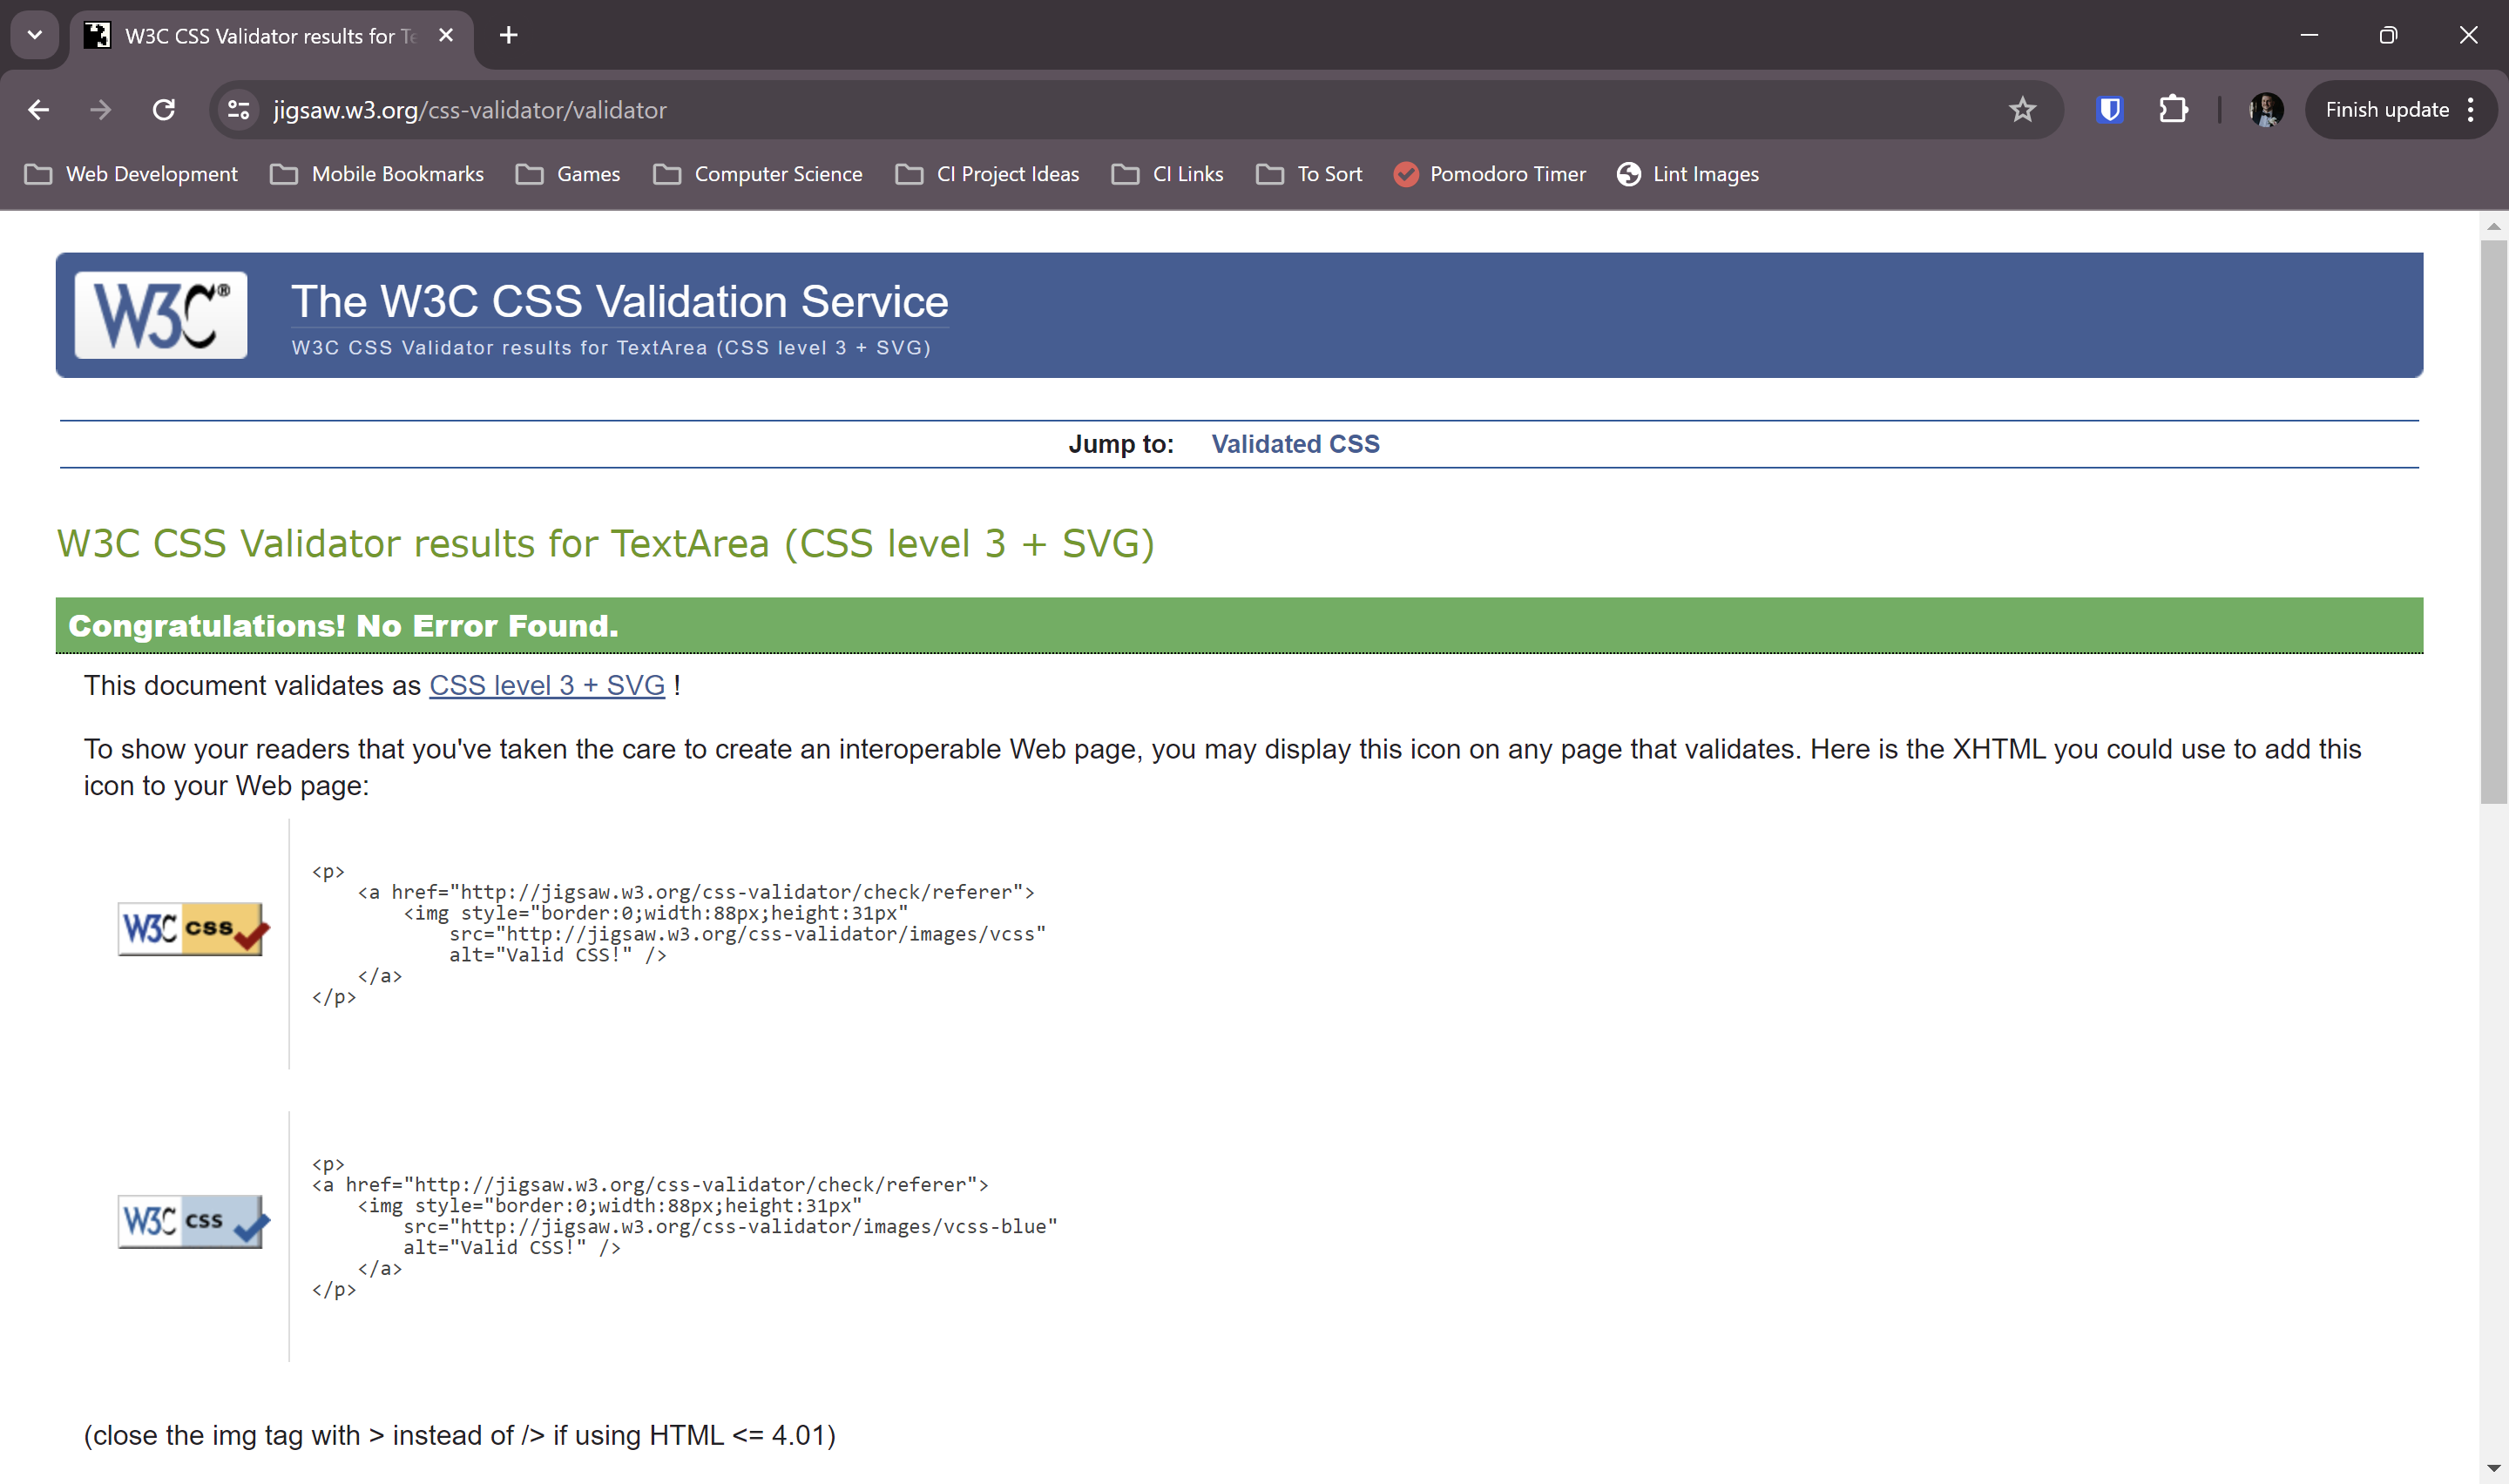 W3C CSS Validator results for Te
jigsaw.w3.org/css-validator/validator
Finish update
Web Development
Mobile Bookmarks
Games
Computer Science
CI Project Ideas
CI Links
To Sort
Pomodoro Timer
Lint Images
W3C®
The W3C CSS Validation Service
W3C CSS Validator results for TextArea (CSS level 3 + SVG)
Jump to: Validated CSS
W3C CSS Validator results for TextArea (CSS level 3 + SVG)
Congratulations! No Error Found.
This document validates as CSS level 3 + SVG !
To show your readers that you've taken the care to create an interoperable Web page, you may display this icon on any page that validates. Here is the XHTML you could use to add this
icon to your Web page:
W3C css
<p>
<a href="http://jigsaw.w3.org/css-validator/check/referer">
<img style="border:0;width:88px;height:31px"
src="http://jigsaw.w3.org/css-validator/images/vcss"
alt="Valid CSS!" />
</a>
</p>
W3C css
<p>
<a href="http://jigsaw.w3.org/css-validator/check/referer">
<img style="border:0;width:88px;height:31px"
src="http://jigsaw.w3.org/css-validator/images/vcss-blue"
alt="Valid CSS!" />
</a>
</p>
(close the img tag with > instead of /> if using HTML <= 4.01)